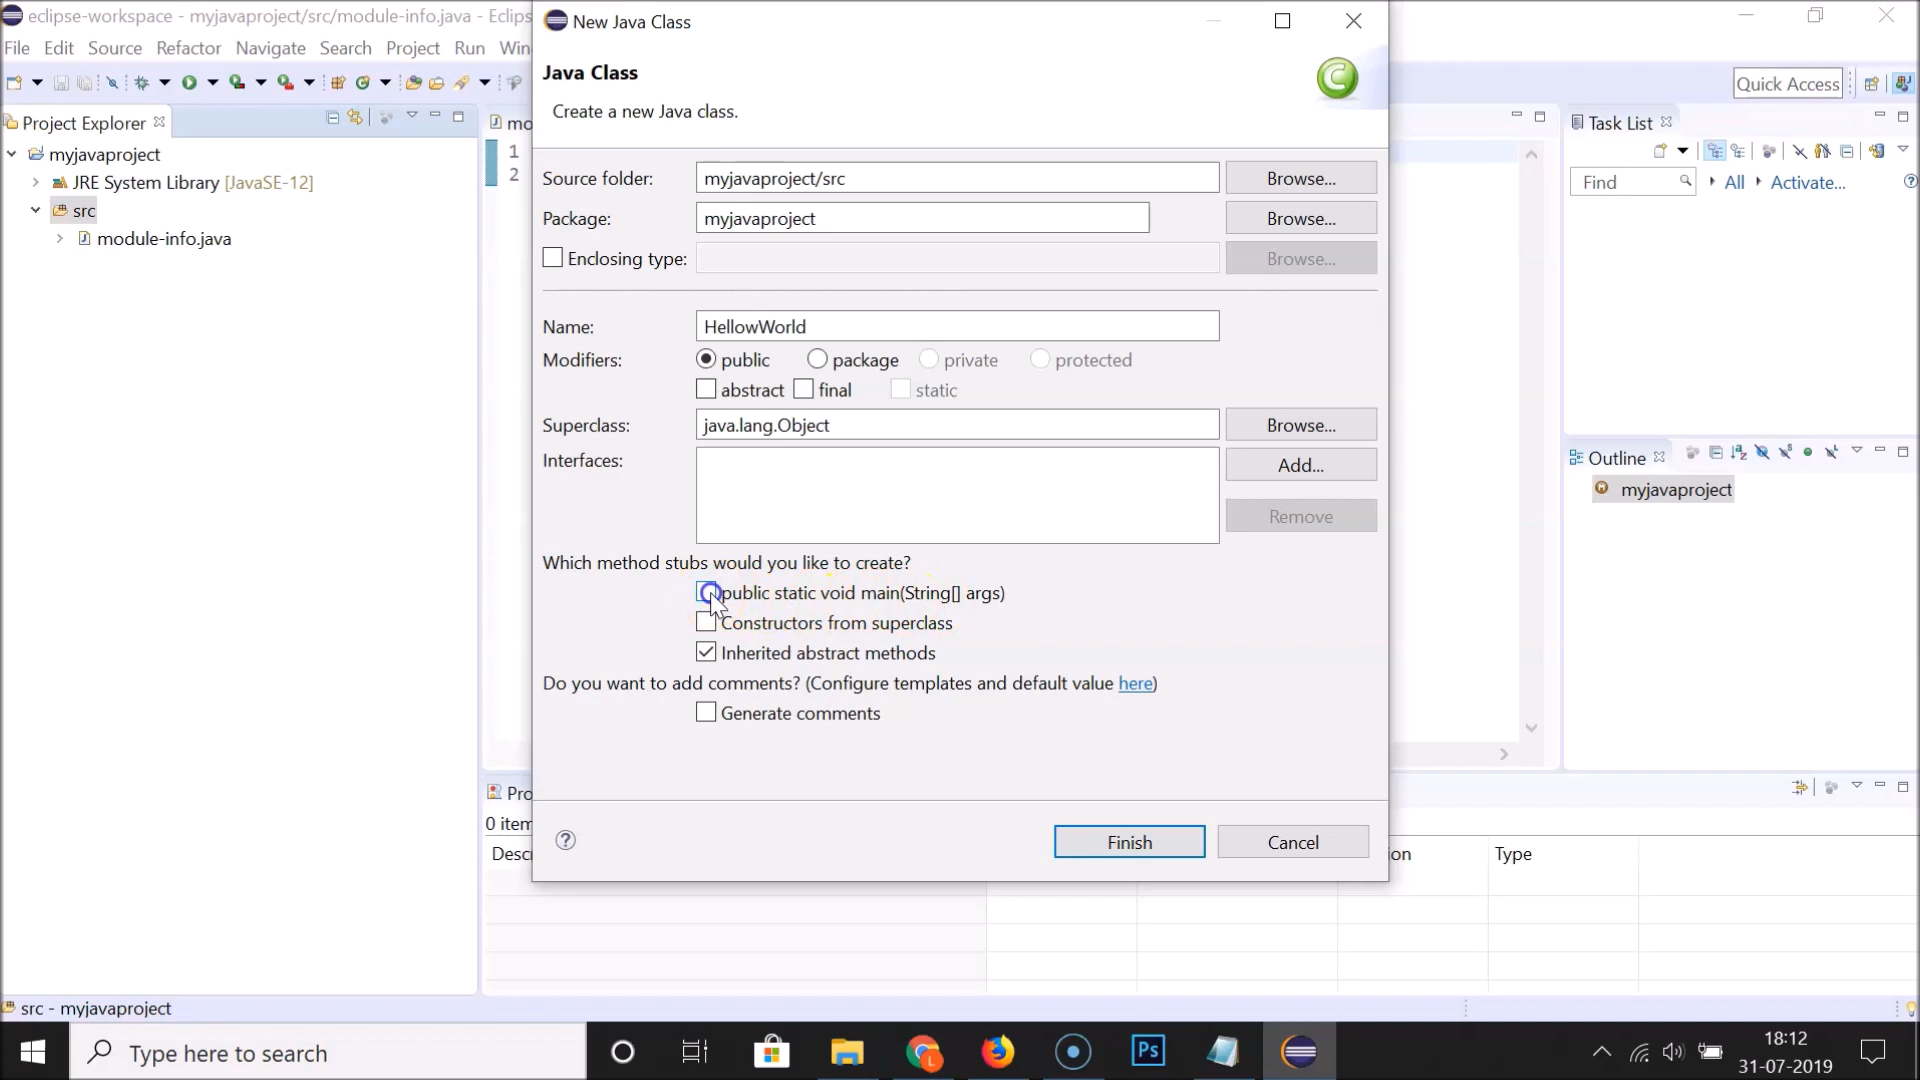 eclipse-workspace - myjavaproject/src/module-info.java - Eclips
File Edit Source Refactor Navigate Search Project Run Win
Quick Access
Project Explorer
myjavaproject
JRE System Library [JavaSE-12]
src
module-info.java
mo
1
2
New Java Class
Java Class
Create a new Java class.
Source folder: myjavaproject/src Browse...
Package: myjavaproject Browse...
Enclosing type: Browse...
Name: HellowWorld
Modifiers: public package private protected
abstract final static
Superclass: java.lang.Object Browse...
Interfaces: Add...
Remove
Which method stubs would you like to create?
public static void main(String[] args)
Constructors from superclass
Inherited abstract methods
Do you want to add comments? (Configure templates and default value here)
Generate comments
Finish Cancel
Task List
Find All Activate...
Outline
myjavaproject
Pro
0 item
Descr ion Type
src - myjavaproject
Type here to search
Ps
18:12
31-07-2019